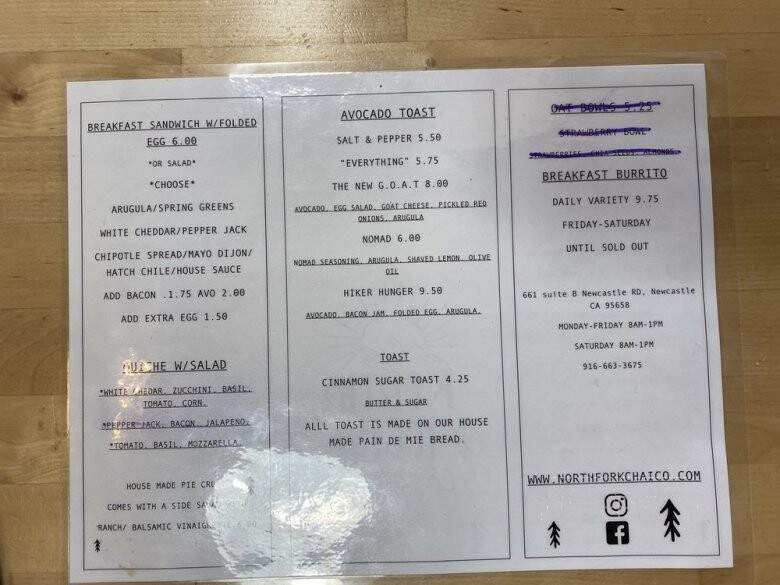 BREAKFAST SANDWICH W/FOLDED
EGG 6.00
*OR SALAD*
*CHOOSE*
ARUGULA/SPRING GREENS
WHITE CHEDDAR/PEPPER JACK
CHIPOTLE SPREAD/MAYO DIJON/
HATCH CHILE/HOUSE SAUCE
ADD BACON .1.75 AVO 2.00
ADD EXTRA EGG 1.50
QUICHE W/SALAD
*WHITE CHEDAR, ZUCCHINI, BASIL,
TOMATO, CORN.
*PEPPER JACK, BACON, JALAPENO.
*TOMATO, BASIL, MOZZARELLA.
HOUSE MADE PIE
COMES WITH A SIDE
RANCH/ BALSAMIC
AVOCADO TOAST
SALT & PEPPER 5.50
"EVERYTHING" 5.75
THE NEW G.O.A.T 8.00
AVOCADO, EGG SALAD, GOAT CHEESE, PICKLED RED
ONIONS, ARUGULA
NOMAD 6.00
NOMAD SEASONING, ARUGULA, SHAVED LEMON, OLIVE
OIL
HIKER HUNGER 9.50
AVOCADO, BACON JAM, FOLDED EGG, ARUGULA.
TOAST
CINNAMON SUGAR TOAST 4.25
BUTTER & SUGAR
ALLL TOAST IS MADE ON OUR HOUSE
MADE PAIN DE MIE BREAD.
OAT BOWLS 5.25
STRAWBERRY BOWL
STRAWBERRIES, CHIA SEEDS, ALMONDS
BREAKFAST BURRITO
DAILY VARIETY 9.75
FRIDAY-SATURDAY
UNTIL SOLD OUT
661 suite B Newcastle RD, Newcastle
CA 95658
MONDAY-FRIDAY 8AM-1PM
SATURDAY 8AM-1PM
916-663-3675
WWW.NORTHFORKCHAICO.COM